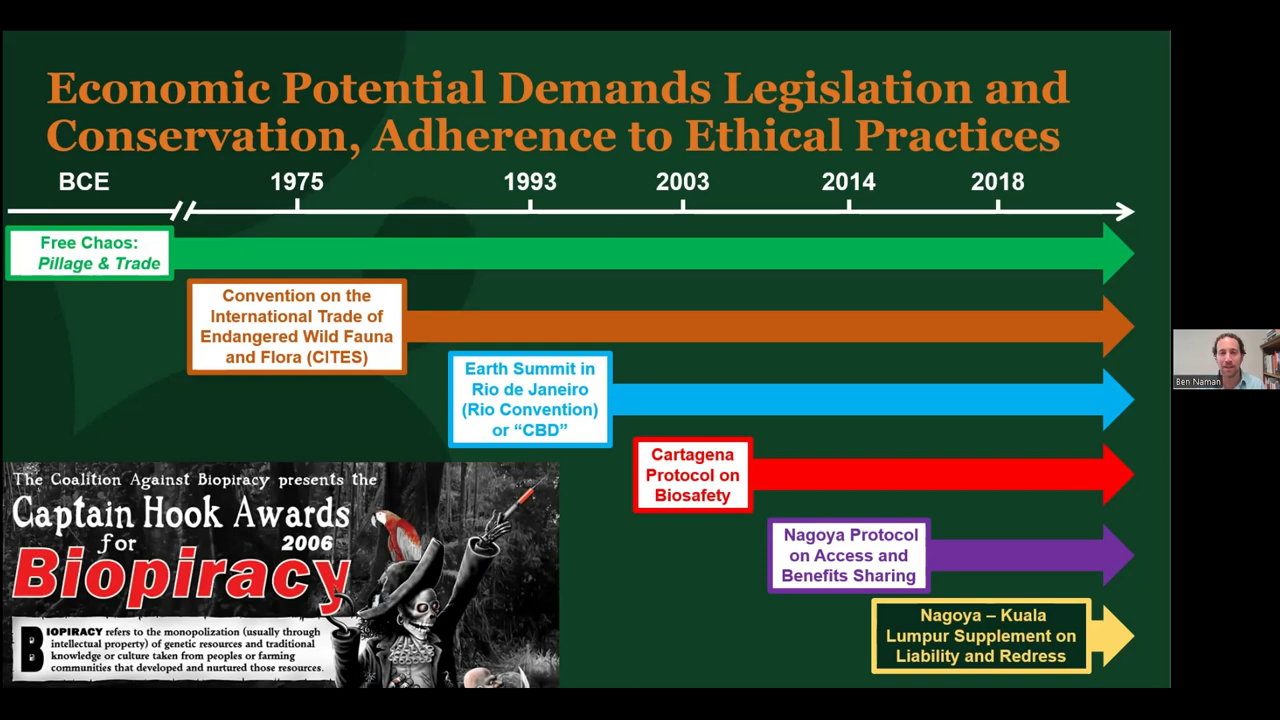 Economic Potential Demands Legislation and
Conservation, Adherence to Ethical Practices
BCE
1975
1993
2003
2014
2018
Free Chaos:
Pillage & Trade
Convention on the
International Trade of
Endangered Wild Fauna
and Flora (CITES)
Earth Summit in
Rio de Janeiro
(Rio Convention)
or “CBD”
Cartagena
Protocol on
Biosafety
Nagoya Protocol
on Access and
Benefits Sharing
Nagoya – Kuala
Lumpur Supplement on
Liability and Redress
The Coalition Against Biopiracy presents the
Captain Hook Awards
for 2006
Biopiracy
BIOPIRACY refers to the monopolization (usually through
intellectual property) of genetic resources and traditional
knowledge or culture taken from peoples or farming
communities that developed and nurtured those resources.
Ben Naman